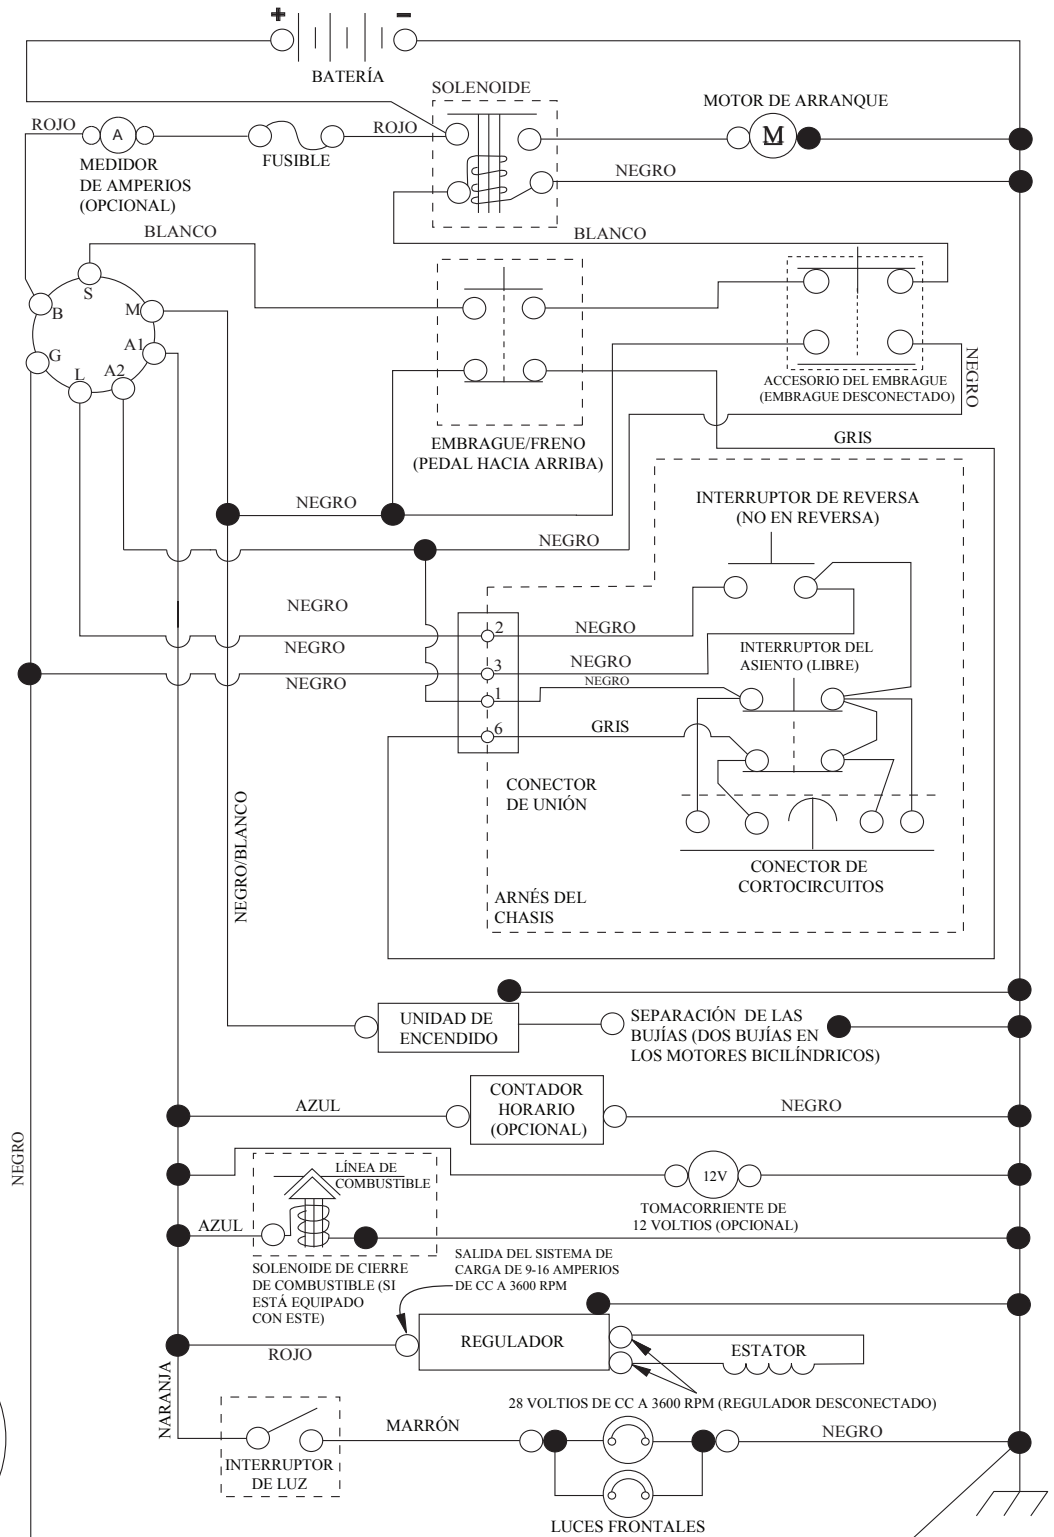 + −
BATERÍA
SOLENOIDE
MOTOR DE ARRANQUE
ROJO
A
ROJO
M
FUSIBLE
MEDIDOR
DE AMPERIOS
(OPCIONAL)
NEGRO
BLANCO
BLANCO
S
B
M
G
A1
L
A2
NEGRO
ACCESORIO DEL EMBRAGUE
(EMBRAGUE DESCONECTADO)
EMBRAGUE/FRENO
(PEDAL HACIA ARRIBA)
GRIS
INTERRUPTOR DE REVERSA
(NO EN REVERSA)
NEGRO
NEGRO
NEGRO
2
NEGRO
NEGRO
INTERRUPTOR DEL
ASIENTO (LIBRE)
3
NEGRO
NEGRO
NEGRO
1
6
GRIS
CONECTOR
DE UNIÓN
NEGRO/BLANCO
CONECTOR DE
CORTOCIRCUITOS
ARNÉS DEL
CHASIS
UNIDAD DE
ENCENDIDO
SEPARACIÓN DE LAS
BUJÍAS (DOS BUJÍAS EN
LOS MOTORES BICILÍNDRICOS)
CONTADOR
HORARIO
(OPCIONAL)
AZUL
NEGRO
NEGRO
LÍNEA DE
COMBUSTIBLE
12V
TOMACORRIENTE DE
12 VOLTIOS (OPCIONAL)
AZUL
SOLENOIDE DE CIERRE
DE COMBUSTIBLE (SI
ESTÁ EQUIPADO
CON ESTE)
SALIDA DEL SISTEMA DE
CARGA DE 9-16 AMPERIOS
DE CC A 3600 RPM
REGULADOR
ESTATOR
ROJO
NARANJA
28 VOLTIOS DE CC A 3600 RPM (REGULADOR DESCONECTADO)
MARRÓN
NEGRO
INTERRUPTOR
DE LUZ
LUCES FRONTALES